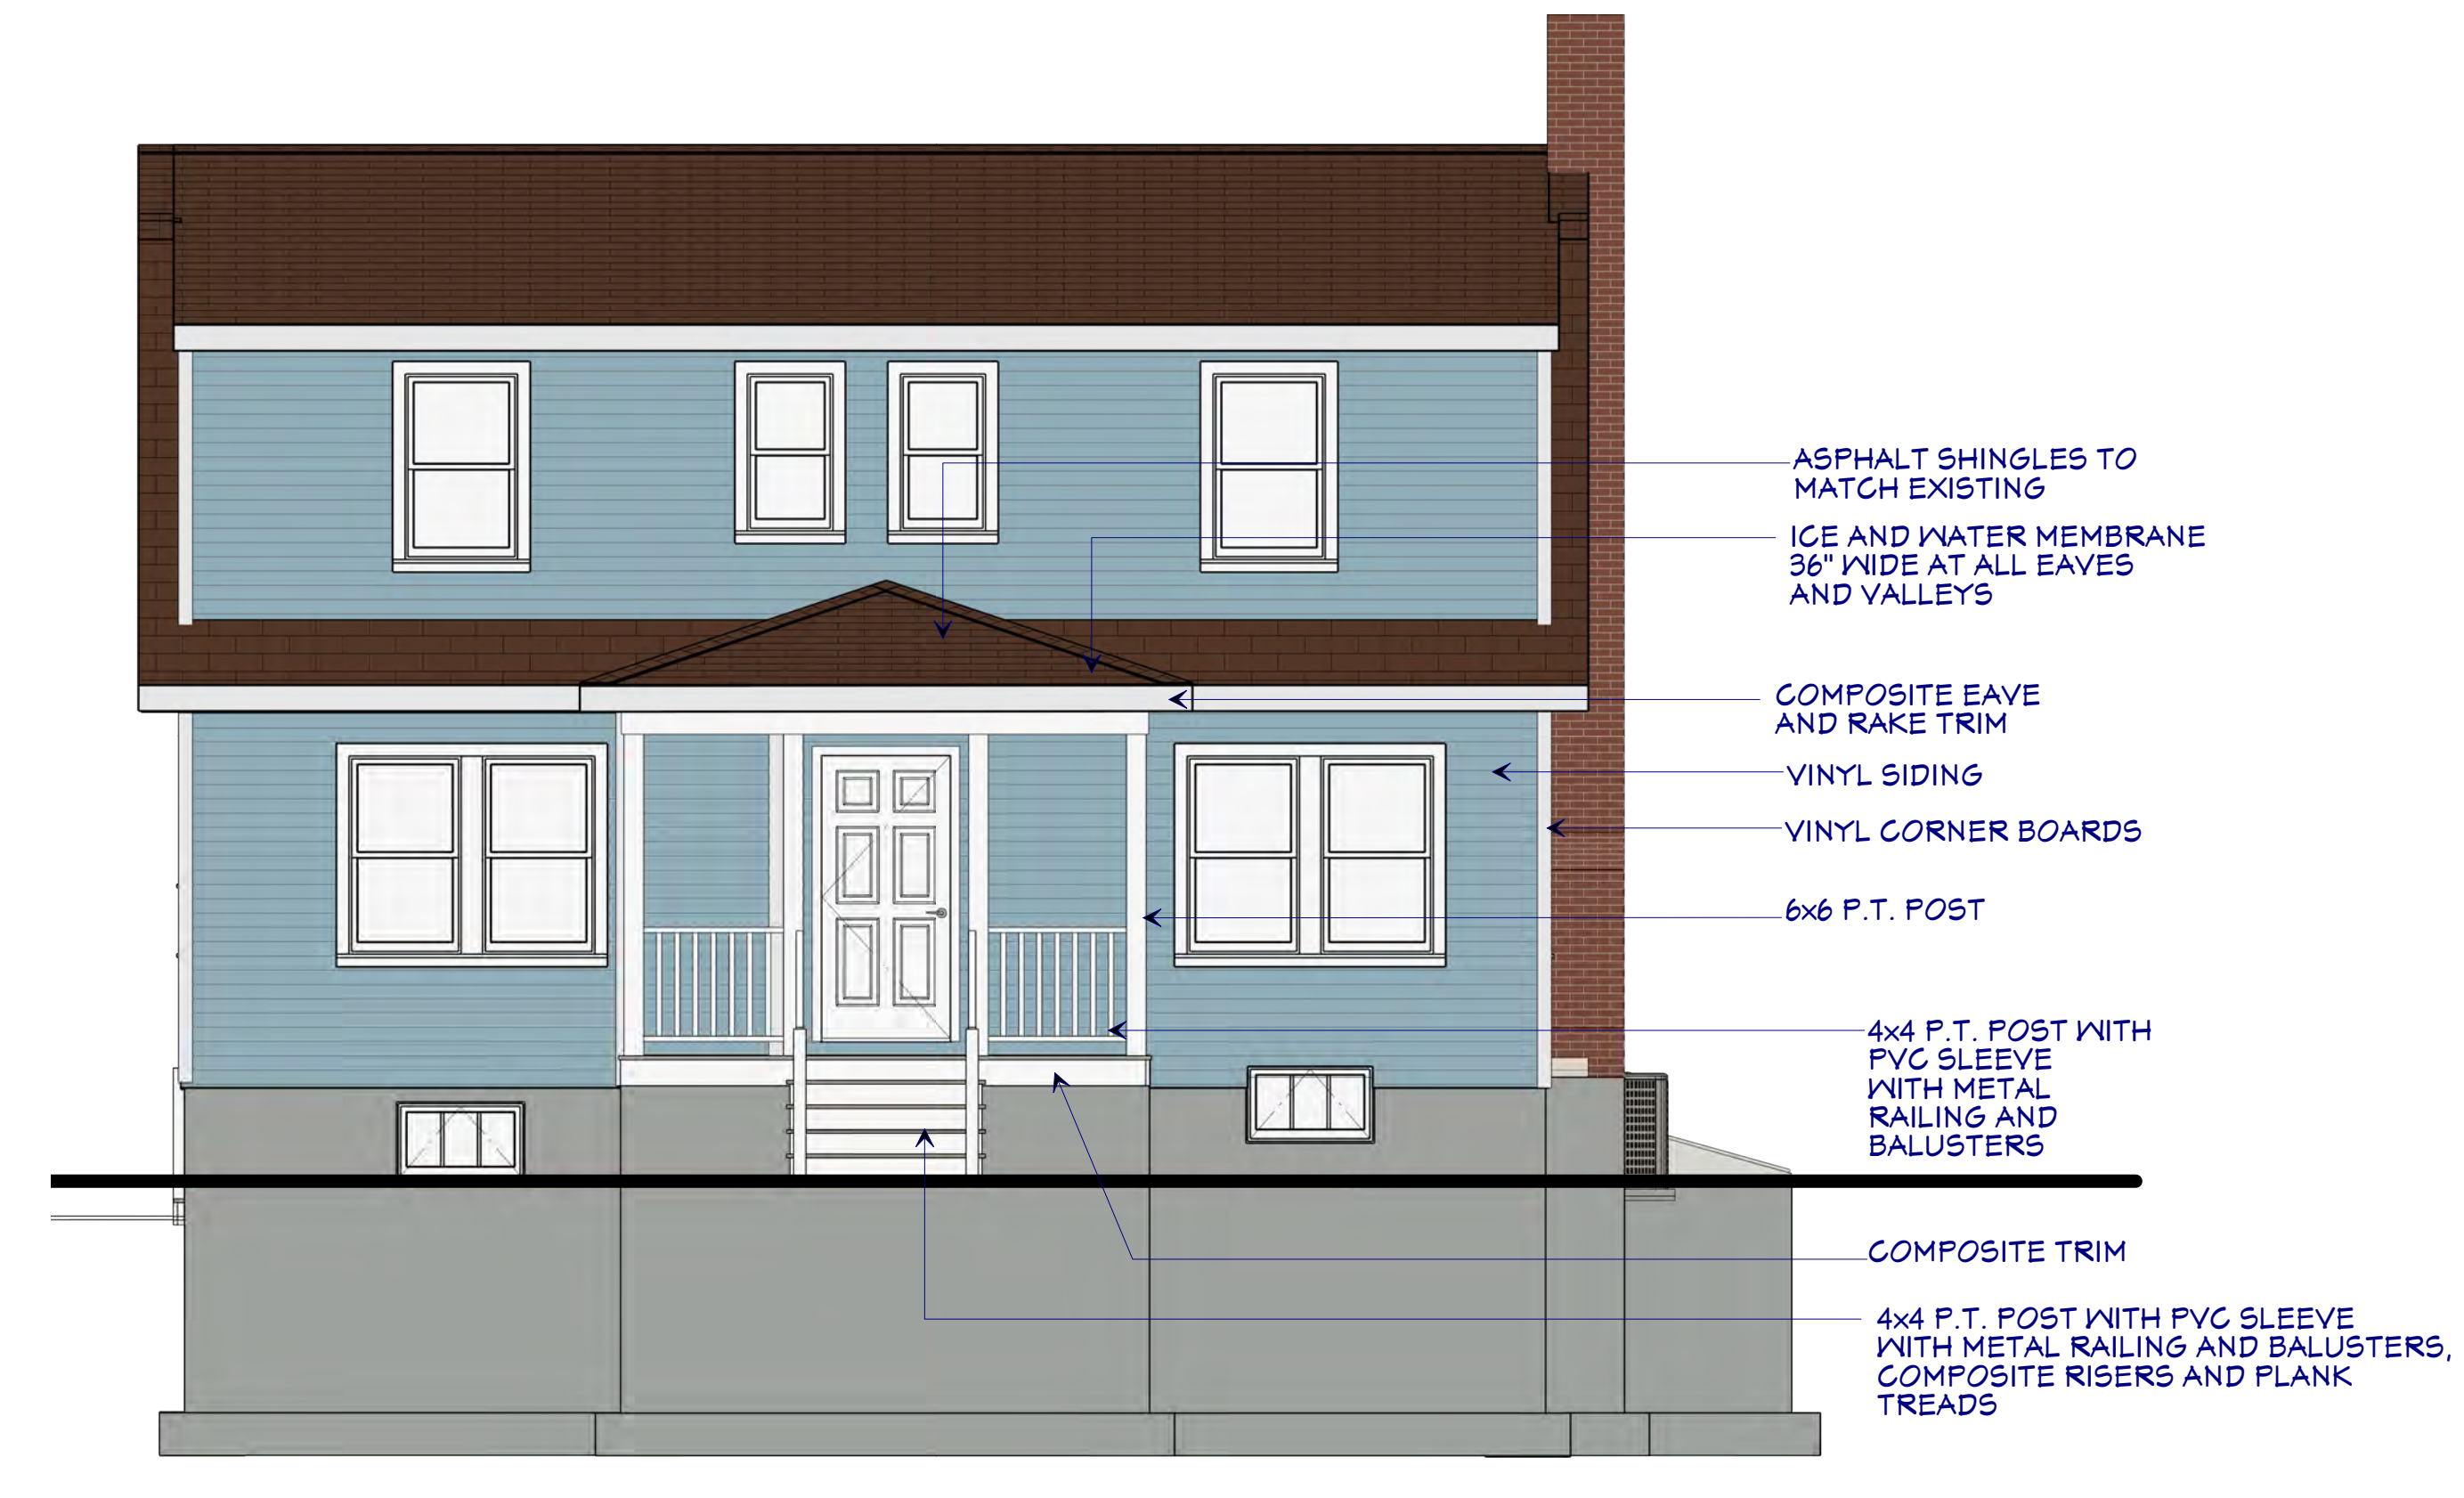 ASPHALT SHINGLES TO
MATCH EXISTING
ICE AND WATER MEMBRANE
36" WIDE AT ALL EAVES
AND VALLEYS
COMPOSITE EAVE
AND RAKE TRIM
VINYL SIDING
VINYL CORNER BOARDS
6x6 P.T. POST
4x4 P.T. POST WITH
PVC SLEEVE
WITH METAL
RAILING AND
BALUSTERS
COMPOSITE TRIM
4x4 P.T. POST WITH PVC SLEEVE
WITH METAL RAILING AND BALUSTERS,
COMPOSITE RISERS AND PLANK
TREADS